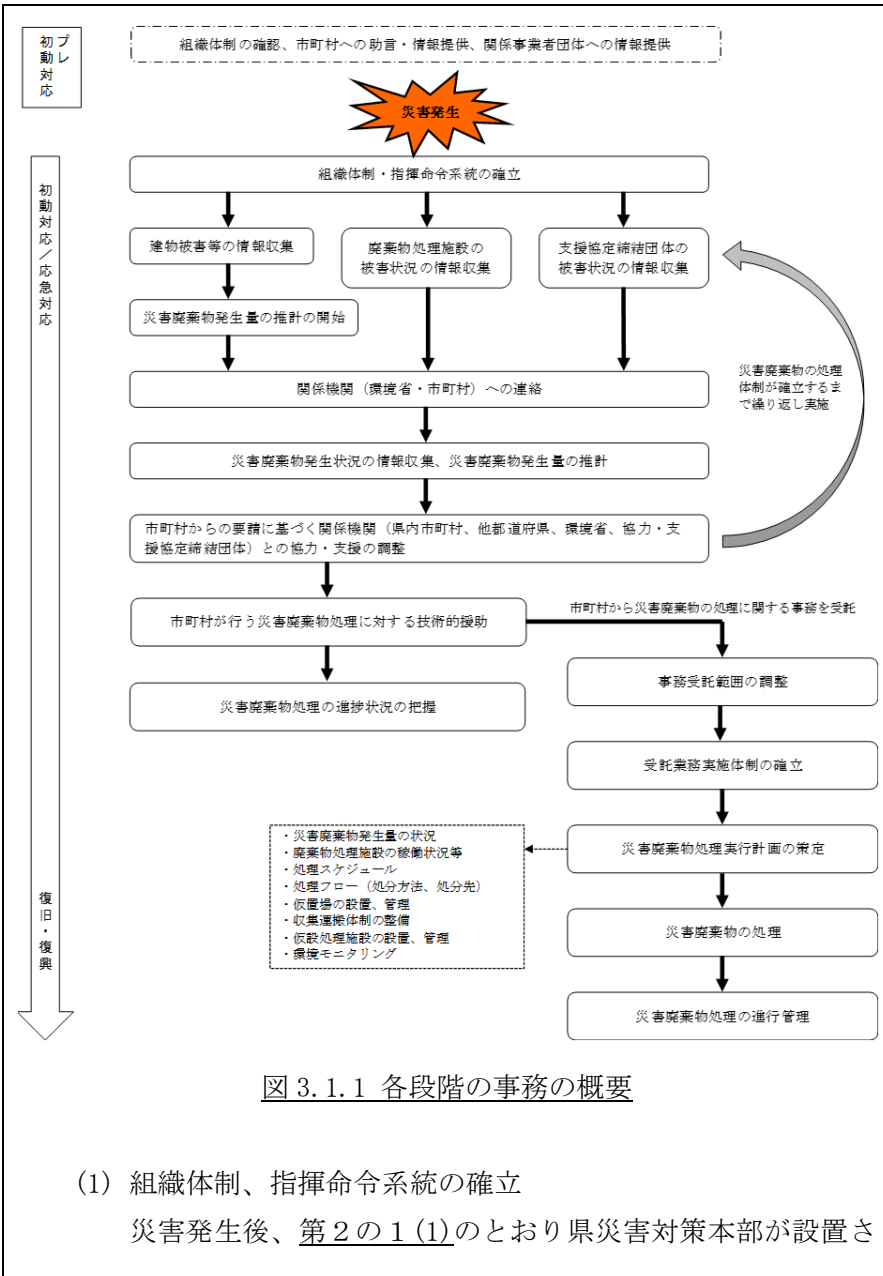 プレ初動対応
組織体制の確認、市町村への助言・情報提供、関係事業者団体への情報提供
災害発生
初動対応／応急対応
組織体制・指揮命令系統の確立
建物被害等の情報収集
廃棄物処理施設の
被害状況の情報収集
支援協定締結団体の
被害状況の情報収集
災害廃棄物発生量の推計の開始
災害廃棄物の処理
体制が確立するま
で繰り返し実施
関係機関（環境省・市町村）への連絡
災害廃棄物発生状況の情報収集、災害廃棄物発生量の推計
市町村からの要請に基づく関係機関（県内市町村、他都道府県、環境省、協力・支
援協定締結団体）との協力・支援の調整
市町村が行う災害廃棄物処理に対する技術的援助
市町村から災害廃棄物の処理に関する事務を受託
災害廃棄物処理の進捗状況の把握
事務受託範囲の調整
受託業務実施体制の確立
災害廃棄物処理実行計画の策定
・災害廃棄物発生量の状況
・廃棄物処理施設の稼働状況等
・処理スケジュール
・処理フロー（処分方法、処分先）
・仮置場の設置、管理
・収集運搬体制の整備
・仮設処理施設の設置、管理
・環境モニタリング
災害廃棄物の処理
災害廃棄物処理の進行管理
復旧・復興
図 3.1.1 各段階の事務の概要
(1) 組織体制、指揮命令系統の確立
災害発生後、第２の１(1)のとおり県災害対策本部が設置さ